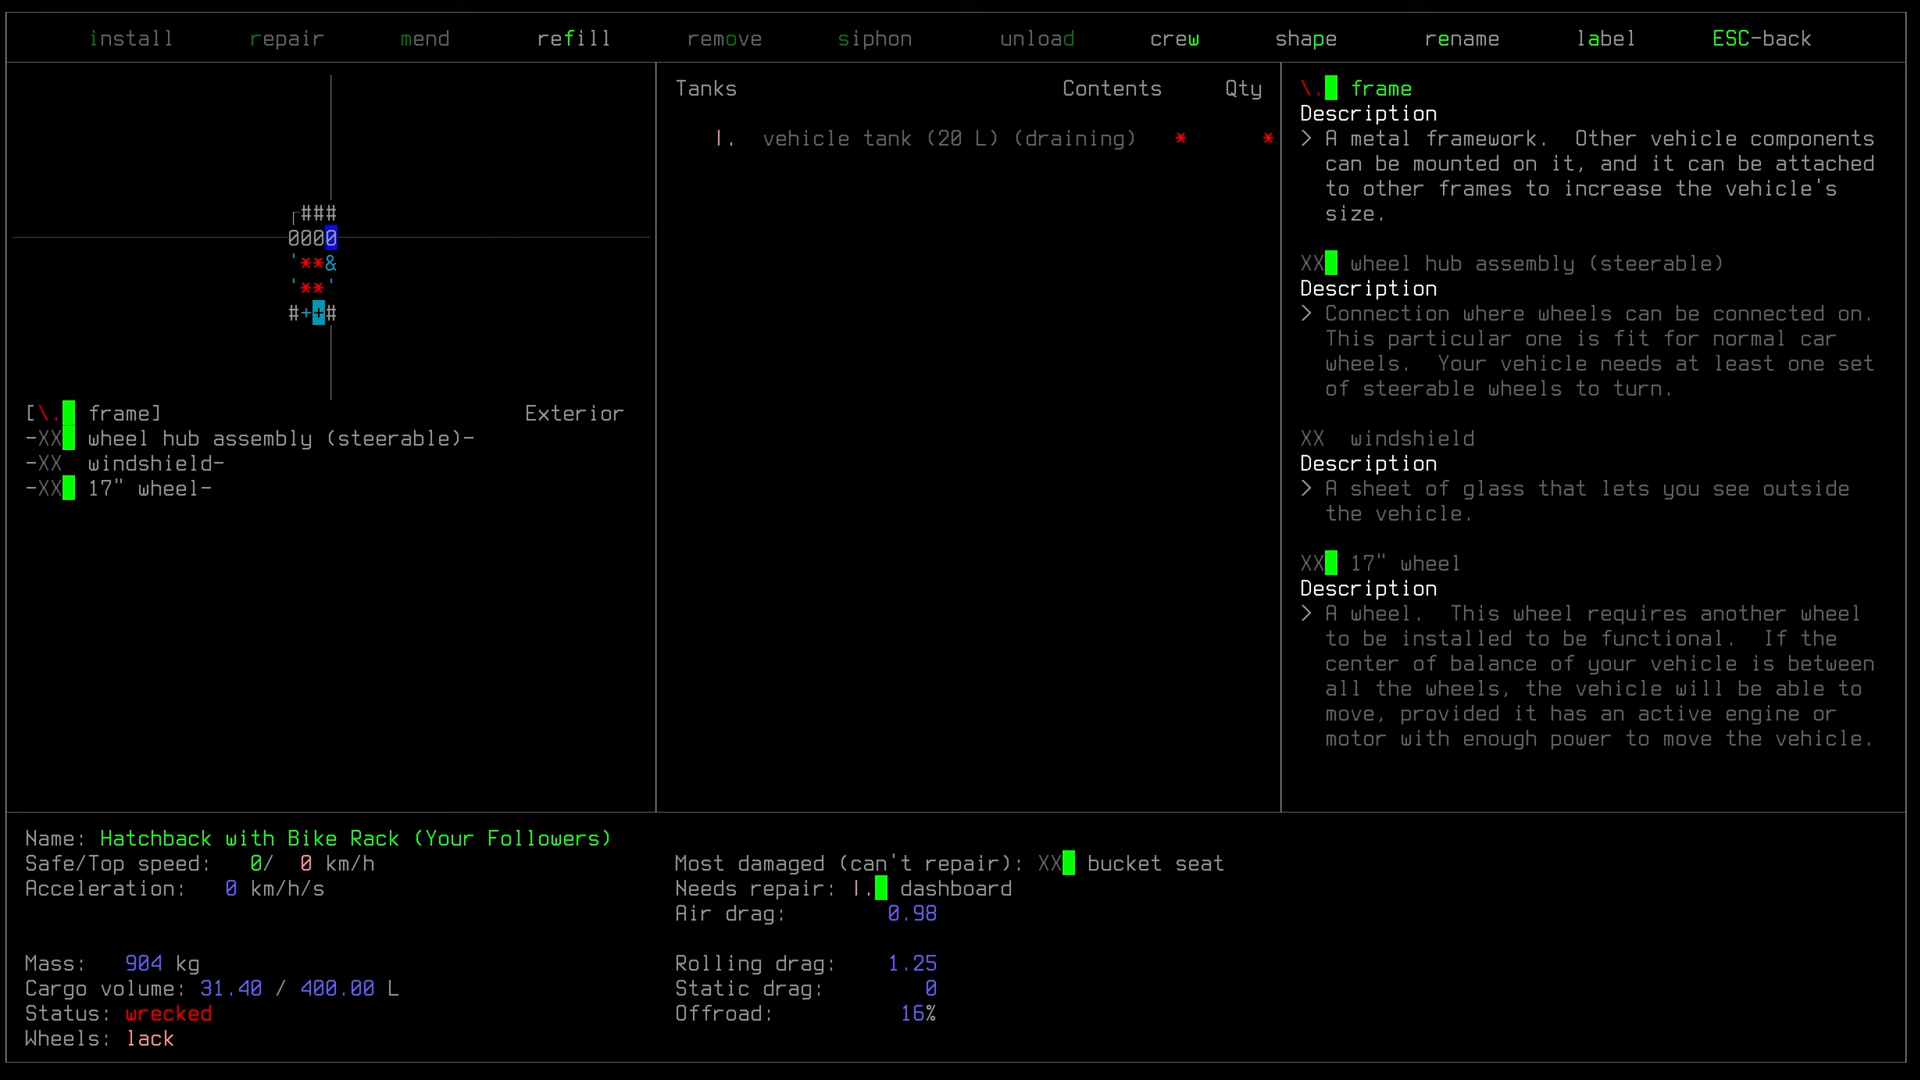 install repair mend refill remove siphon unload crew shape rename label ESC-back
Tanks Contents Qty
|. vehicle tank (20 L) (draining) * *
┌###
0000
'**&
'**'
#++#
[\. frame] Exterior
-XX wheel hub assembly (steerable)-
-XX windshield-
-XX 17" wheel-
\. frame
Description
> A metal framework. Other vehicle components
can be mounted on it, and it can be attached
to other frames to increase the vehicle's
size.
XX wheel hub assembly (steerable)
Description
> Connection where wheels can be connected on.
This particular one is fit for normal car
wheels. Your vehicle needs at least one set
of steerable wheels to turn.
XX windshield
Description
> A sheet of glass that lets you see outside
the vehicle.
XX 17" wheel
Description
> A wheel. This wheel requires another wheel
to be installed to be functional. If the
center of balance of your vehicle is between
all the wheels, the vehicle will be able to
move, provided it has an active engine or
motor with enough power to move the vehicle.
Name: Hatchback with Bike Rack (Your Followers)
Safe/Top speed: 0/ 0 km/h
Acceleration: 0 km/h/s
Mass: 904 kg
Cargo volume: 31.40 / 400.00 L
Status: wrecked
Wheels: lack
Most damaged (can't repair): XX bucket seat
Needs repair: |. dashboard
Air drag: 0.98
Rolling drag: 1.25
Static drag: 0
Offroad: 16%